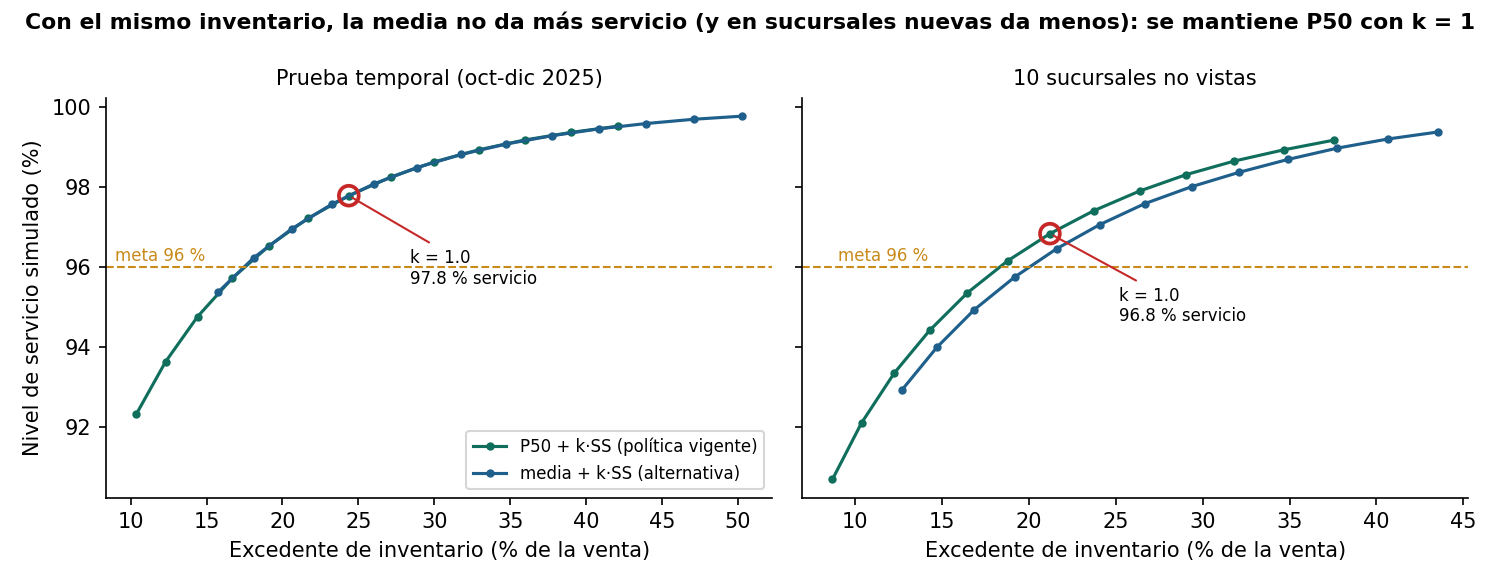 Con el mismo inventario, la media no da más servicio (y en sucursales nuevas da menos): se mantiene P50 con k = 1
Prueba temporal (oct-dic 2025)
Nivel de servicio simulado (%)
100
98
96
94
92
meta 96 %
k = 1.0
97.8 % servicio
P50 + k·SS (política vigente)
media + k·SS (alternativa)
10 15 20 25 30 35 40 45 50
Excedente de inventario (% de la venta)
10 sucursales no vistas
meta 96 %
k = 1.0
96.8 % servicio
10 15 20 25 30 35 40 45
Excedente de inventario (% de la venta)